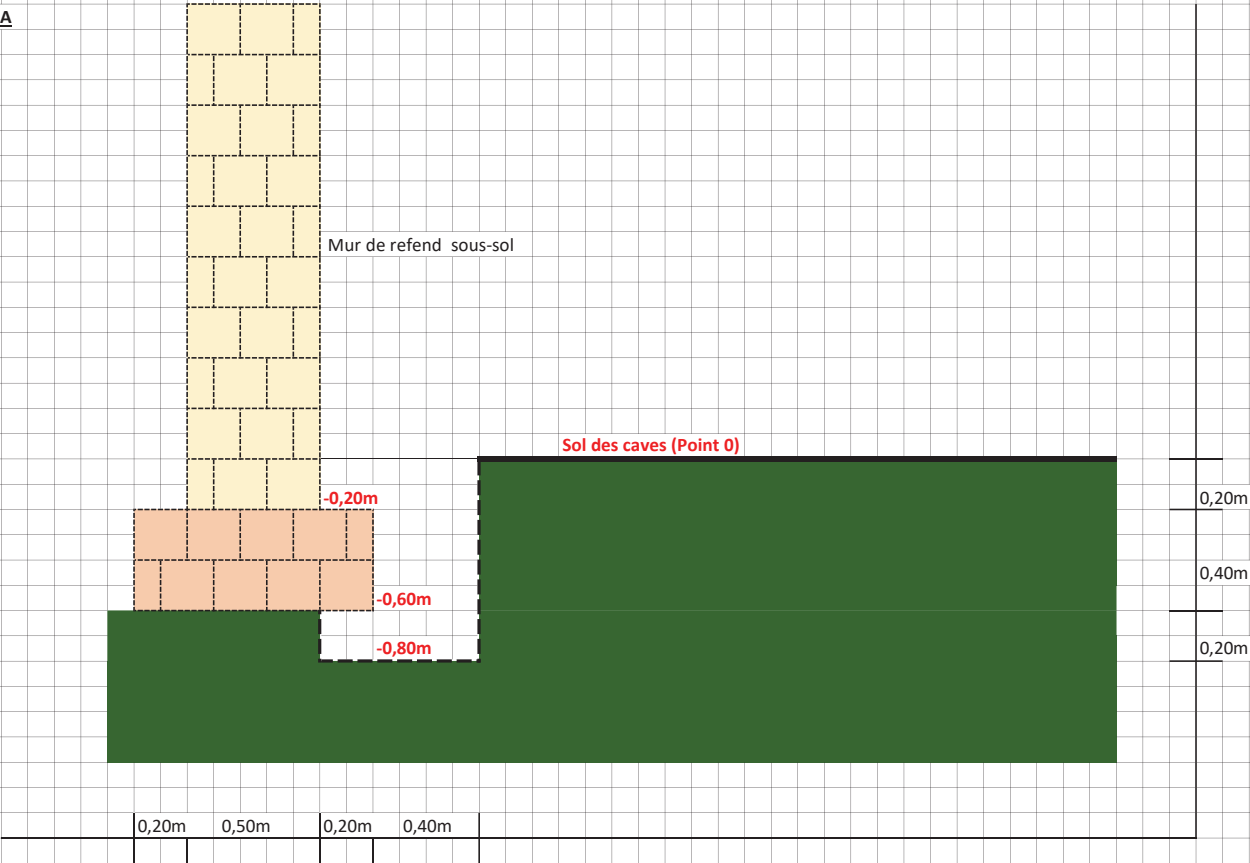 A
Mur de refend sous-sol
Sol des caves (Point 0)
-0,20m
0,20m
0,40m
-0,60m
-0,80m
0,20m
0,20m 0,50m 0,20m 0,40m